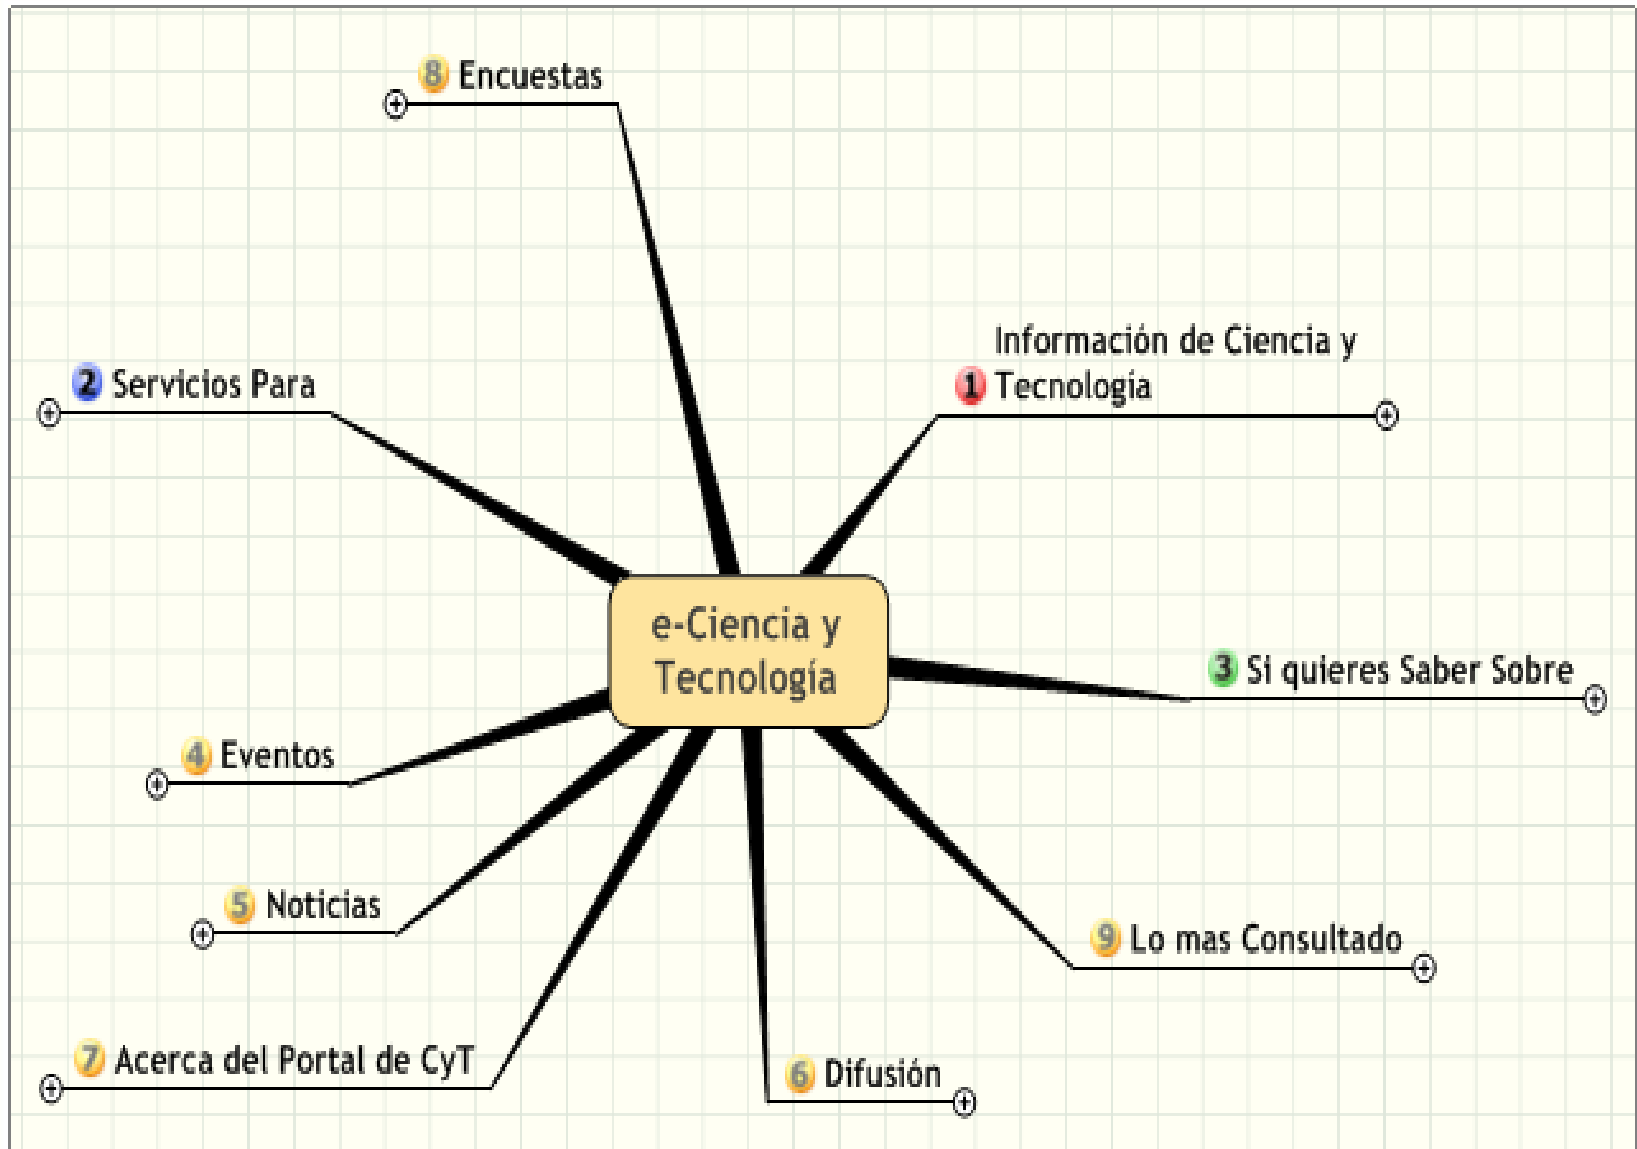 8 Encuestas
Información de Ciencia y
1 Tecnología
2 Servicios Para
e-Ciencia y
Tecnología
3 Si quieres Saber Sobre
4 Eventos
5 Noticias
9 Lo mas Consultado
7 Acerca del Portal de CyT
6 Difusión